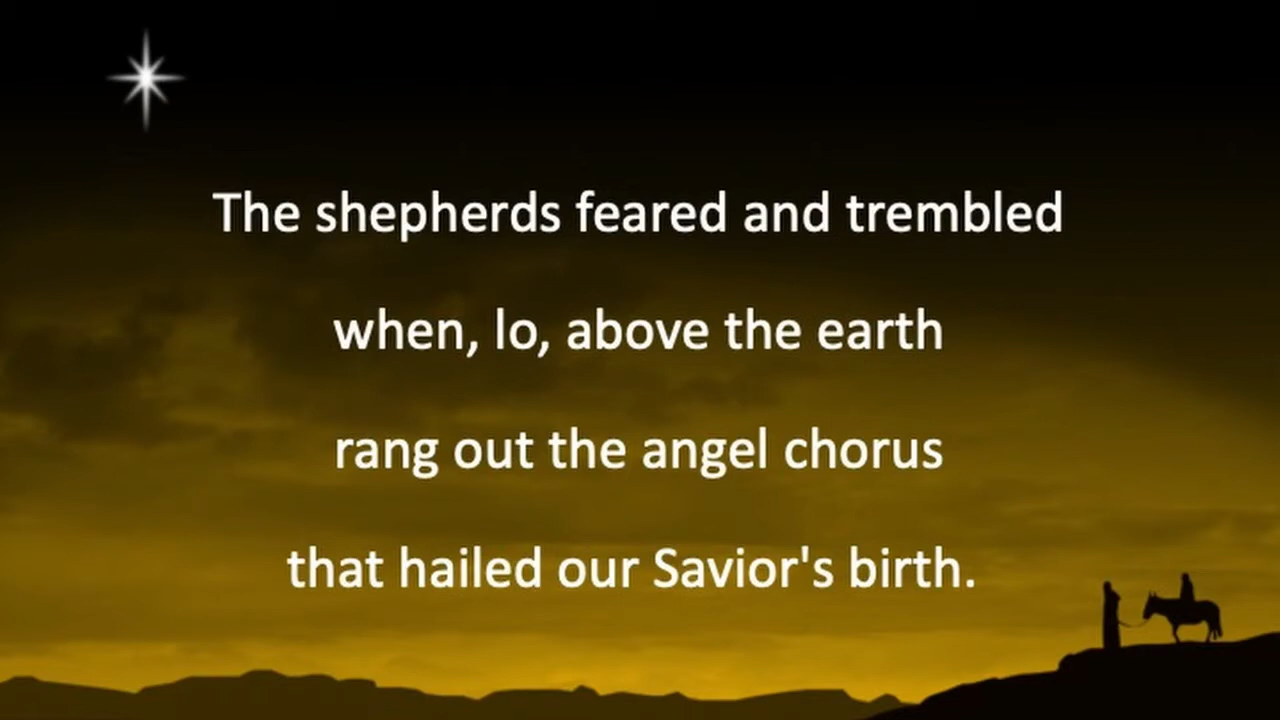 The shepherds feared and trembled
when, lo, above the earth
rang out the angel chorus
that hailed our Savior's birth.